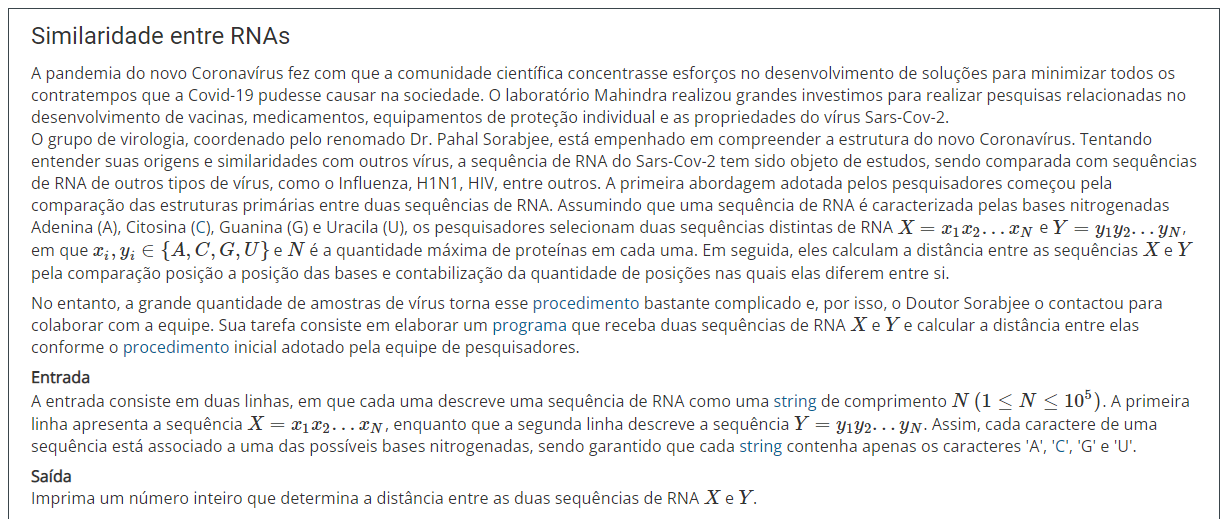 Similaridade entre RNAs
A pandemia do novo Coronavírus fez com que a comunidade científica concentrasse esforços no desenvolvimento de soluções para minimizar todos os
contratempos que a Covid-19 pudesse causar na sociedade. O laboratório Mahindra realizou grandes investimos para realizar pesquisas relacionadas no
desenvolvimento de vacinas, medicamentos, equipamentos de proteção individual e as propriedades do vírus Sars-Cov-2.
O grupo de virologia, coordenado pelo renomado Dr. Pahal Sorabjee, está empenhado em compreender a estrutura do novo Coronavírus. Tentando
entender suas origens e similaridades com outros vírus, a sequência de RNA do Sars-Cov-2 tem sido objeto de estudos, sendo comparada com sequências
de RNA de outros tipos de vírus, como o Influenza, H1N1, HIV, entre outros. A primeira abordagem adotada pelos pesquisadores começou pela
comparação das estruturas primárias entre duas sequências de RNA. Assumindo que uma sequência de RNA é caracterizada pelas bases nitrogenadas
Adenina (A), Citosina (C), Guanina (G) e Uracila (U), os pesquisadores selecionam duas sequências distintas de RNA X = x₁x₂…x_N e Y = y₁y₂…y_N,
em que xᵢ, yᵢ ∈ {A, C, G, U} e N é a quantidade máxima de proteínas em cada uma. Em seguida, eles calculam a distância entre as sequências X e Y
pela comparação posição a posição das bases e contabilização da quantidade de posições nas quais elas diferem entre si.
No entanto, a grande quantidade de amostras de vírus torna esse procedimento bastante complicado e, por isso, o Doutor Sorabjee o contactou para
colaborar com a equipe. Sua tarefa consiste em elaborar um programa que receba duas sequências de RNA X e Y e calcular a distância entre elas
conforme o procedimento inicial adotado pela equipe de pesquisadores.
Entrada
A entrada consiste em duas linhas, em que cada uma descreve uma sequência de RNA como uma string de comprimento N (1 ≤ N ≤ 10⁵). A primeira
linha apresenta a sequência X = x₁x₂…x_N, enquanto que a segunda linha descreve a sequência Y = y₁y₂…y_N. Assim, cada caractere de uma
sequência está associado a uma das possíveis bases nitrogenadas, sendo garantido que cada string contenha apenas os caracteres 'A', 'C', 'G' e 'U'.
Saída
Imprima um número inteiro que determina a distância entre as duas sequências de RNA X e Y.